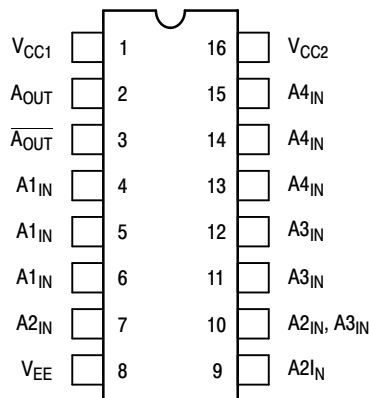 VCC1 1 16 VCC2
AOUT 2 15 A4IN
AOUT 3 14 A4IN
A1IN 4 13 A4IN
A1IN 5 12 A3IN
A1IN 6 11 A3IN
A2IN 7 10 A2IN, A3IN
VEE 8 9 A2IN